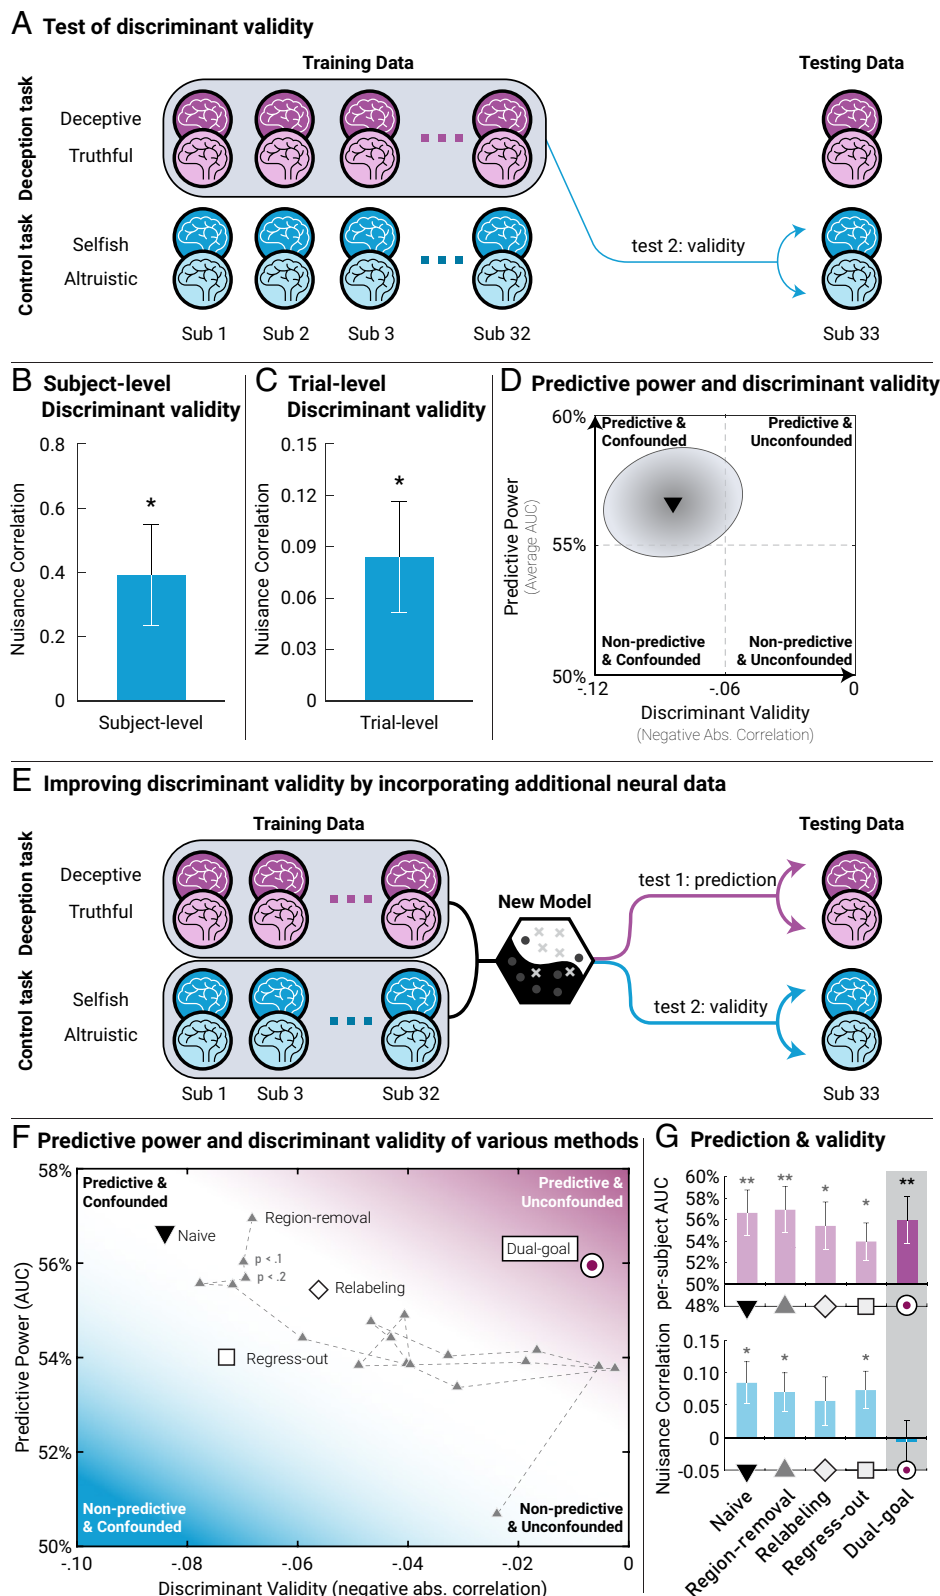 A Test of discriminant validity
Training Data
Testing Data
Deception task
Deceptive
Truthful
Control task
Selfish
Altruistic
test 2: validity
Sub 1
Sub 2
Sub 3
Sub 32
Sub 33
B Subject-level
Discriminant validity
Nuisance Correlation
0.8
0.6
0.4
0.2
0
*
Subject-level
C Trial-level
Discriminant validity
Nuisance Correlation
0.15
0.12
0.09
0.06
0.03
0
*
Trial-level
D Predictive power and discriminant validity
Predictive Power
(Average AUC)
60%
55%
50%
Predictive &
Confounded
Predictive &
Unconfounded
Non-predictive
& Confounded
Non-predictive
& Unconfounded
-.12
-.06
0
Discriminant Validity
(Negative Abs. Correlation)
E Improving discriminant validity by incorporating additional neural data
Training Data
Testing Data
Deception task
Deceptive
Truthful
Control task
Selfish
Altruistic
New Model
test 1: prediction
test 2: validity
Sub 1
Sub 3
Sub 32
Sub 33
F Predictive power and discriminant validity of various methods
Predictive Power (AUC)
58%
56%
54%
52%
50%
Predictive &
Confounded
Predictive &
Unconfounded
Region-removal
Naive
p < .1
p < .2
Dual-goal
Relabeling
Regress-out
Non-predictive
& Confounded
Non-predictive
& Unconfounded
-.10
-.08
-.06
-.04
-.02
0
Discriminant Validity (negative abs. correlation)
G Prediction & validity
per-subject AUC
60%
58%
56%
54%
52%
50%
48%
**
**
*
*
**
Nuisance Correlation
0.15
0.10
0.05
0
-0.05
*
*
*
Naive
Region-removal
Relabeling
Regress-out
Dual-goal